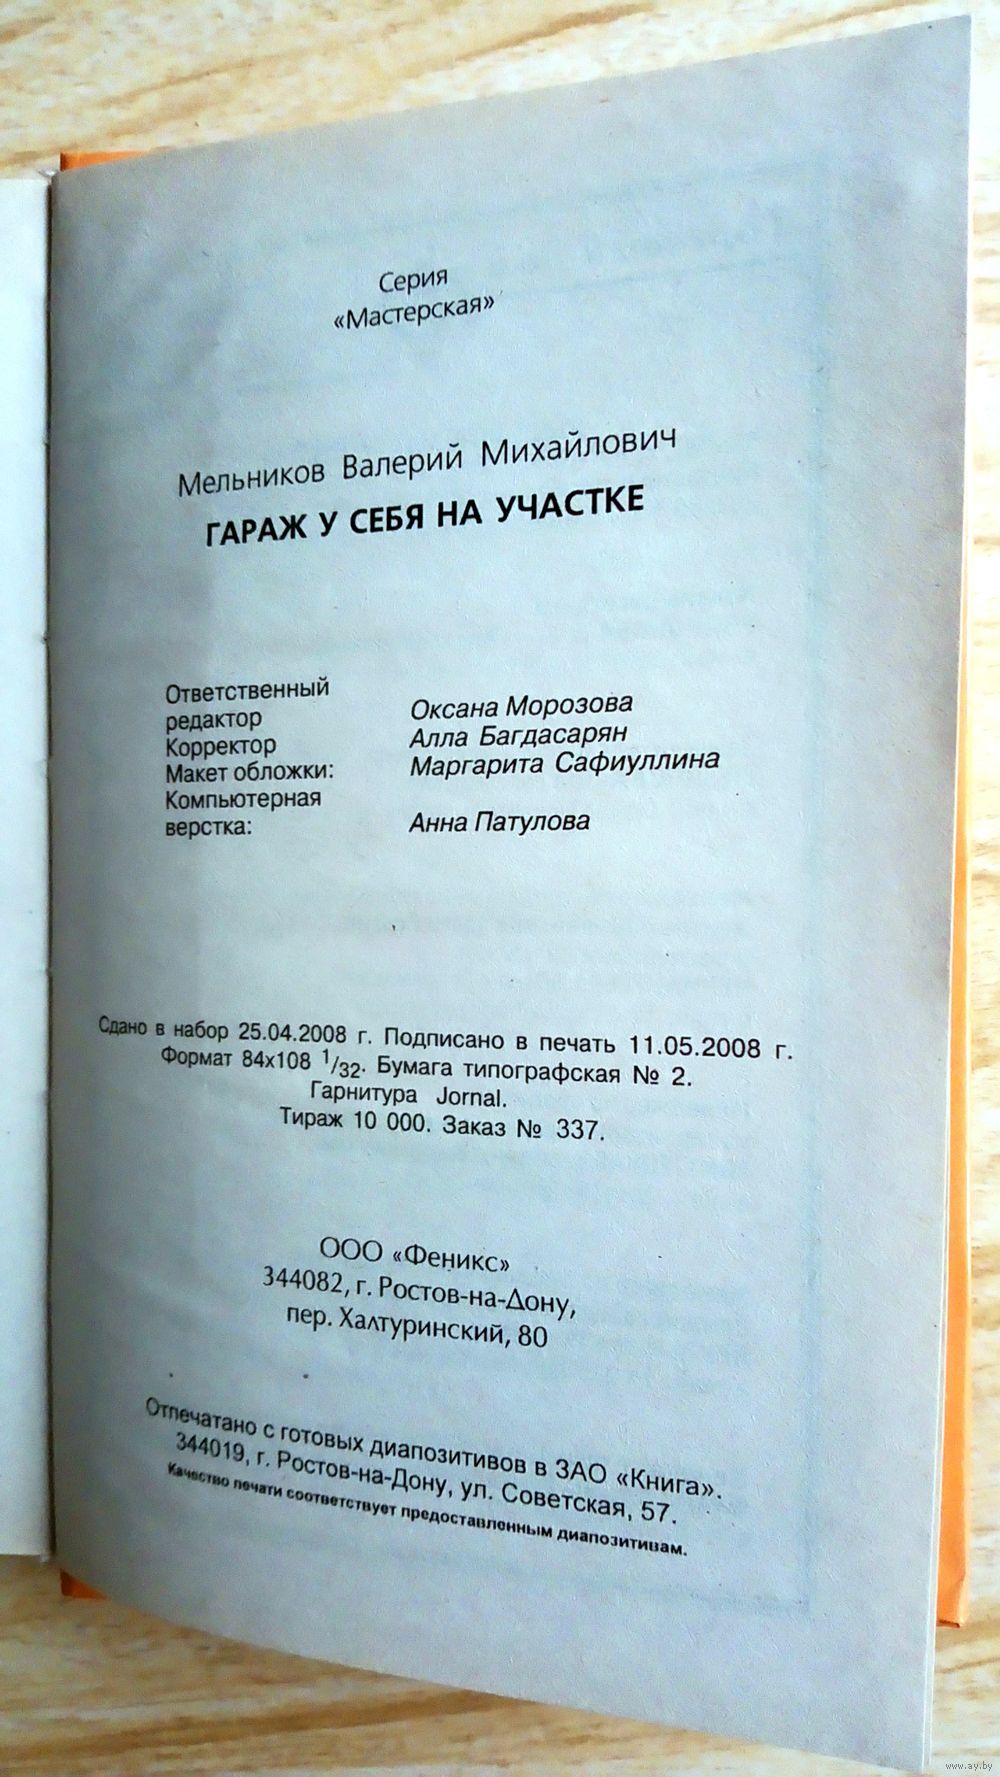 Серия
«Мастерская»
Мельников Валерий Михайлович
ГАРАЖ У СЕБЯ НА УЧАСТКЕ
Ответственный
редактор Оксана Морозова
Корректор Алла Багдасарян
Макет обложки: Маргарита Сафиуллина
Компьютерная
верстка: Анна Патулова
Сдано в набор 25.04.2008 г. Подписано в печать 11.05.2008 г.
Формат 84х108 1/32. Бумага типографская № 2.
Гарнитура Jornal.
Тираж 10 000. Заказ № 337.
ООО «Феникс»
344082, г. Ростов-на-Дону,
пер. Халтуринский, 80
Отпечатано с готовых диапозитивов в ЗАО «Книга».
344019, г. Ростов-на-Дону, ул. Советская, 57.
Качество печати соответствует предоставленным диапозитивам.
www.ay.by